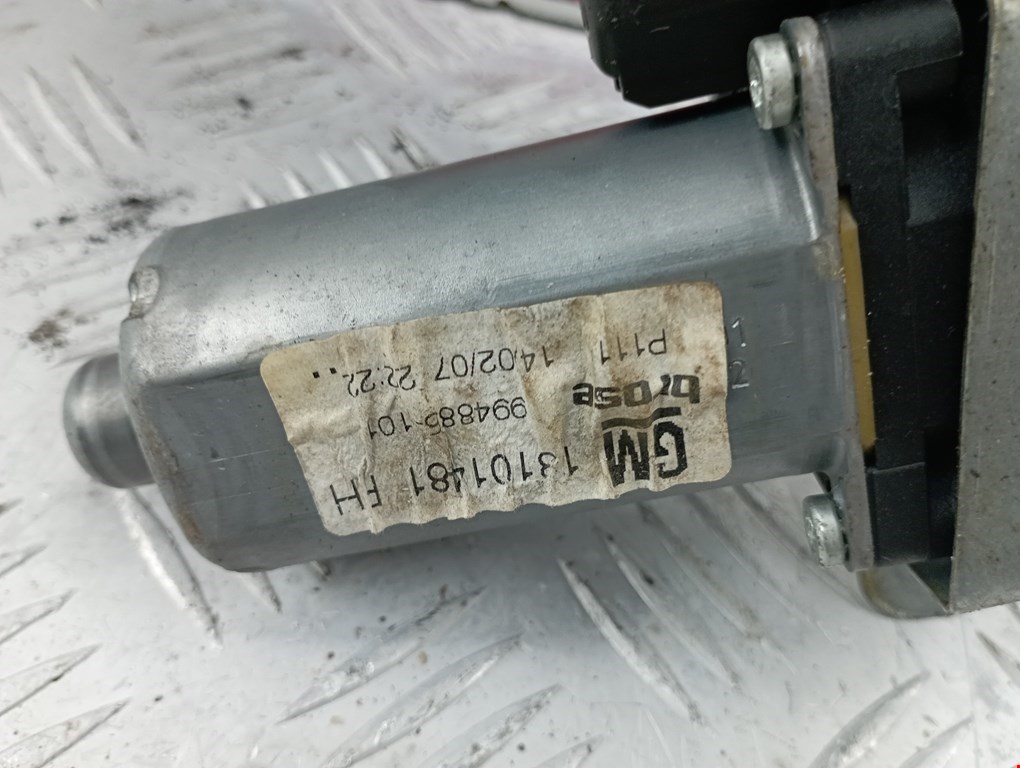 GM 13101481 FH
brose 994885-101
P111 14/02/07 22:22
1
2